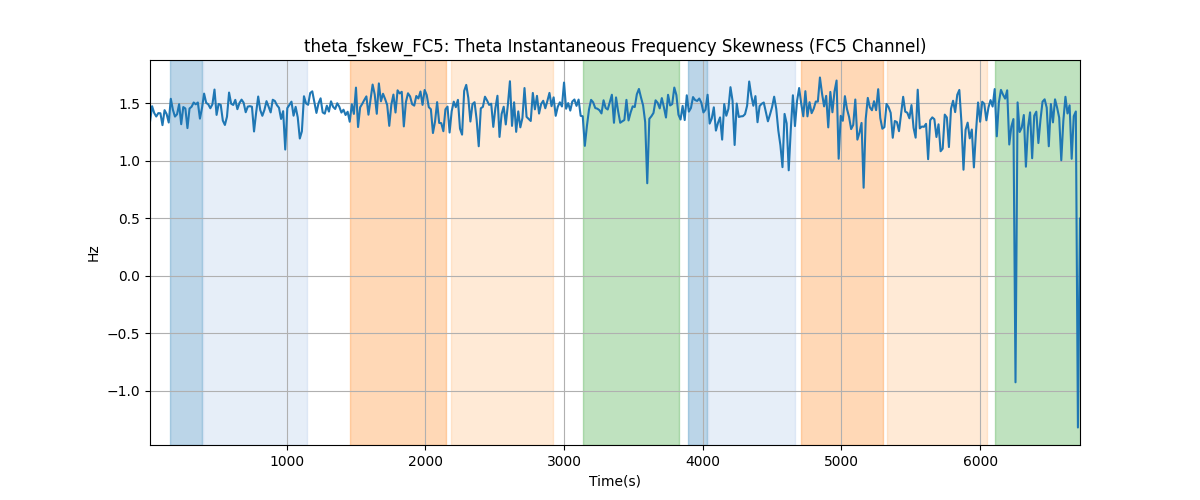 theta_fskew_FC5: Theta Instantaneous Frequency Skewness (FC5 Channel)
1.5
1.0
0.5
0.0
−0.5
−1.0
Hz
1000 2000 3000 4000 5000 6000
Time(s)